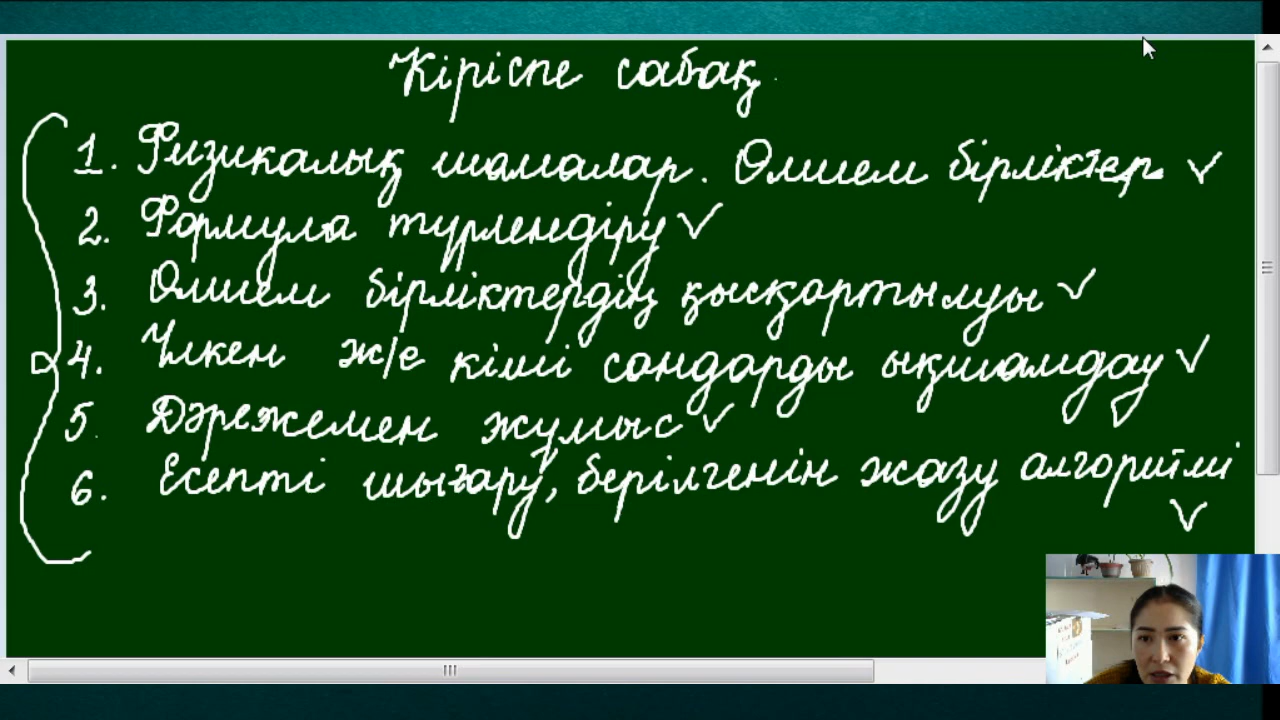 Кіріспе сабақ
1. Физикалық шамалар. Өлшем бірліктер
2. Формула түрлендіру
3. Өлшем бірліктердің қысқартылуы
4. Үлкен ж/е кіші сандарды ықшамдау
5. Дәрежемен жұмыс
6. Есепті шығару, берілгенін жазу алгоритмі